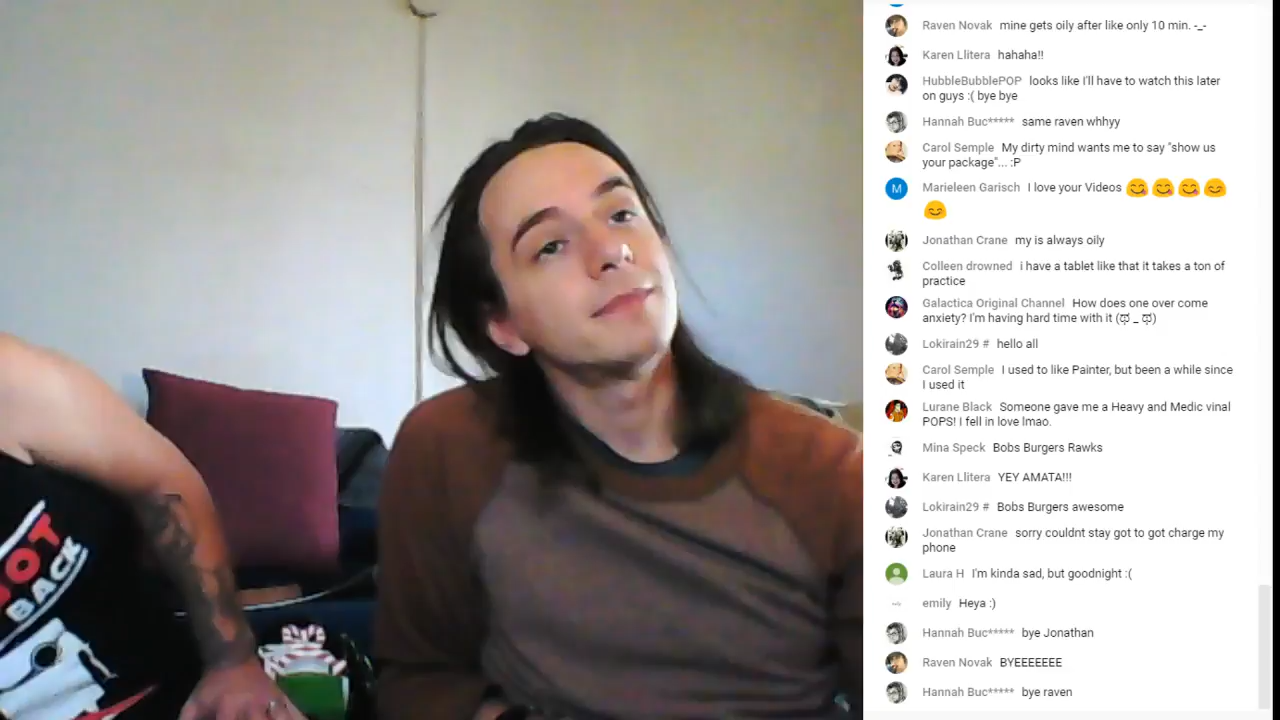 Raven Novak mine gets oily after like only 10 min. -_-
Karen Llitera hahaha!!
HubbleBubblePOP looks like I'll have to watch this later
on guys :( bye bye
Hannah Buc***** same raven whhyy
Carol Semple My dirty mind wants me to say "show us
your package"... :P
M
Marieleen Garisch I love your Videos 😋 😋 😋 😊
😊
Jonathan Crane my is always oily
Colleen drowned i have a tablet like that it takes a ton of
practice
Galactica Original Channel How does one over come
anxiety? I'm having hard time with it (ಥ _ ಥ)
Lokirain29 # hello all
Carol Semple I used to like Painter, but been a while since
I used it
Lurane Black Someone gave me a Heavy and Medic vinal
POPS! I fell in love lmao.
Mina Speck Bobs Burgers Rawks
Karen Llitera YEY AMATA!!!
Lokirain29 # Bobs Burgers awesome
Jonathan Crane sorry couldnt stay got to got charge my
phone
Laura H I'm kinda sad, but goodnight :(
emily Heya :)
Hannah Buc***** bye Jonathan
Raven Novak BYEEEEEEE
Hannah Buc***** bye raven
BACK